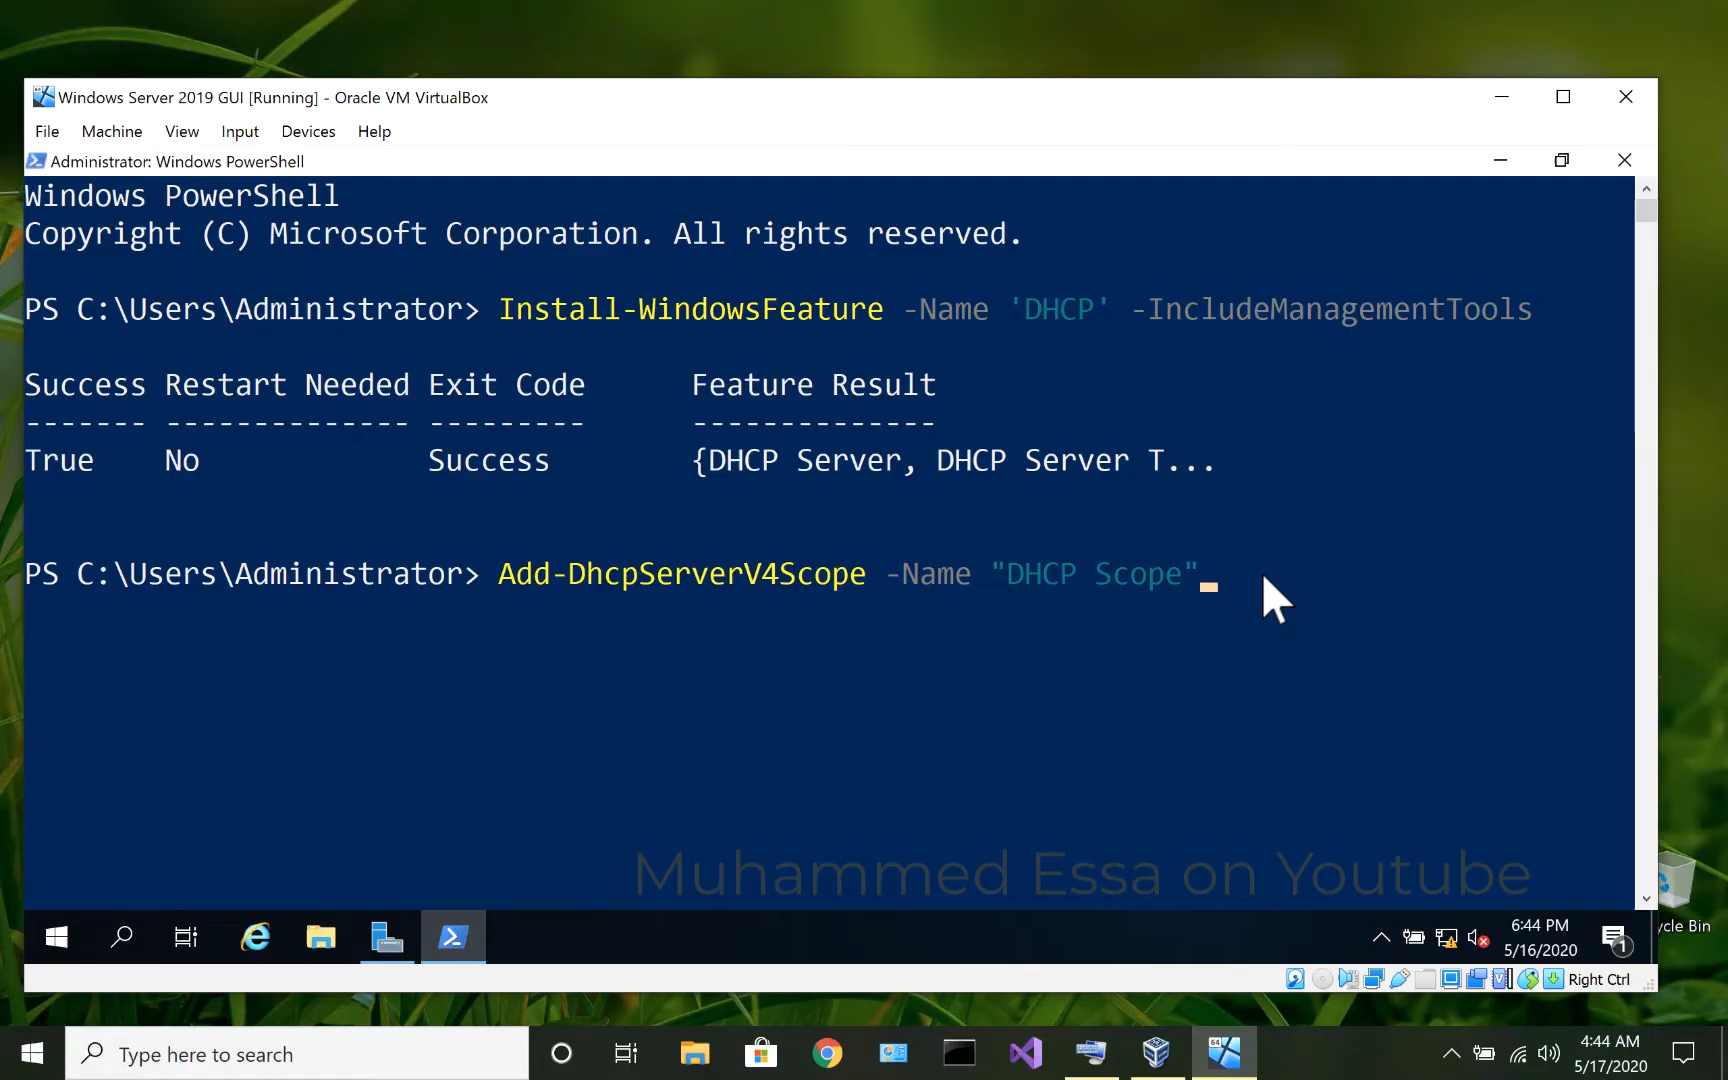 Windows Server 2019 GUI [Running] - Oracle VM VirtualBox
File Machine View Input Devices Help
Administrator: Windows PowerShell
Windows PowerShell
Copyright (C) Microsoft Corporation. All rights reserved.
PS C:\Users\Administrator> Install-WindowsFeature -Name 'DHCP' -IncludeManagementTools
Success Restart Needed Exit Code Feature Result
------- -------------- --------- --------------
True No Success {DHCP Server, DHCP Server T...
PS C:\Users\Administrator> Add-DhcpServerV4Scope -Name "DHCP Scope"
Muhammed Essa on Youtube
6:44 PM
5/16/2020
1
ycle Bin
Right Ctrl
Type here to search
64
4:44 AM
5/17/2020